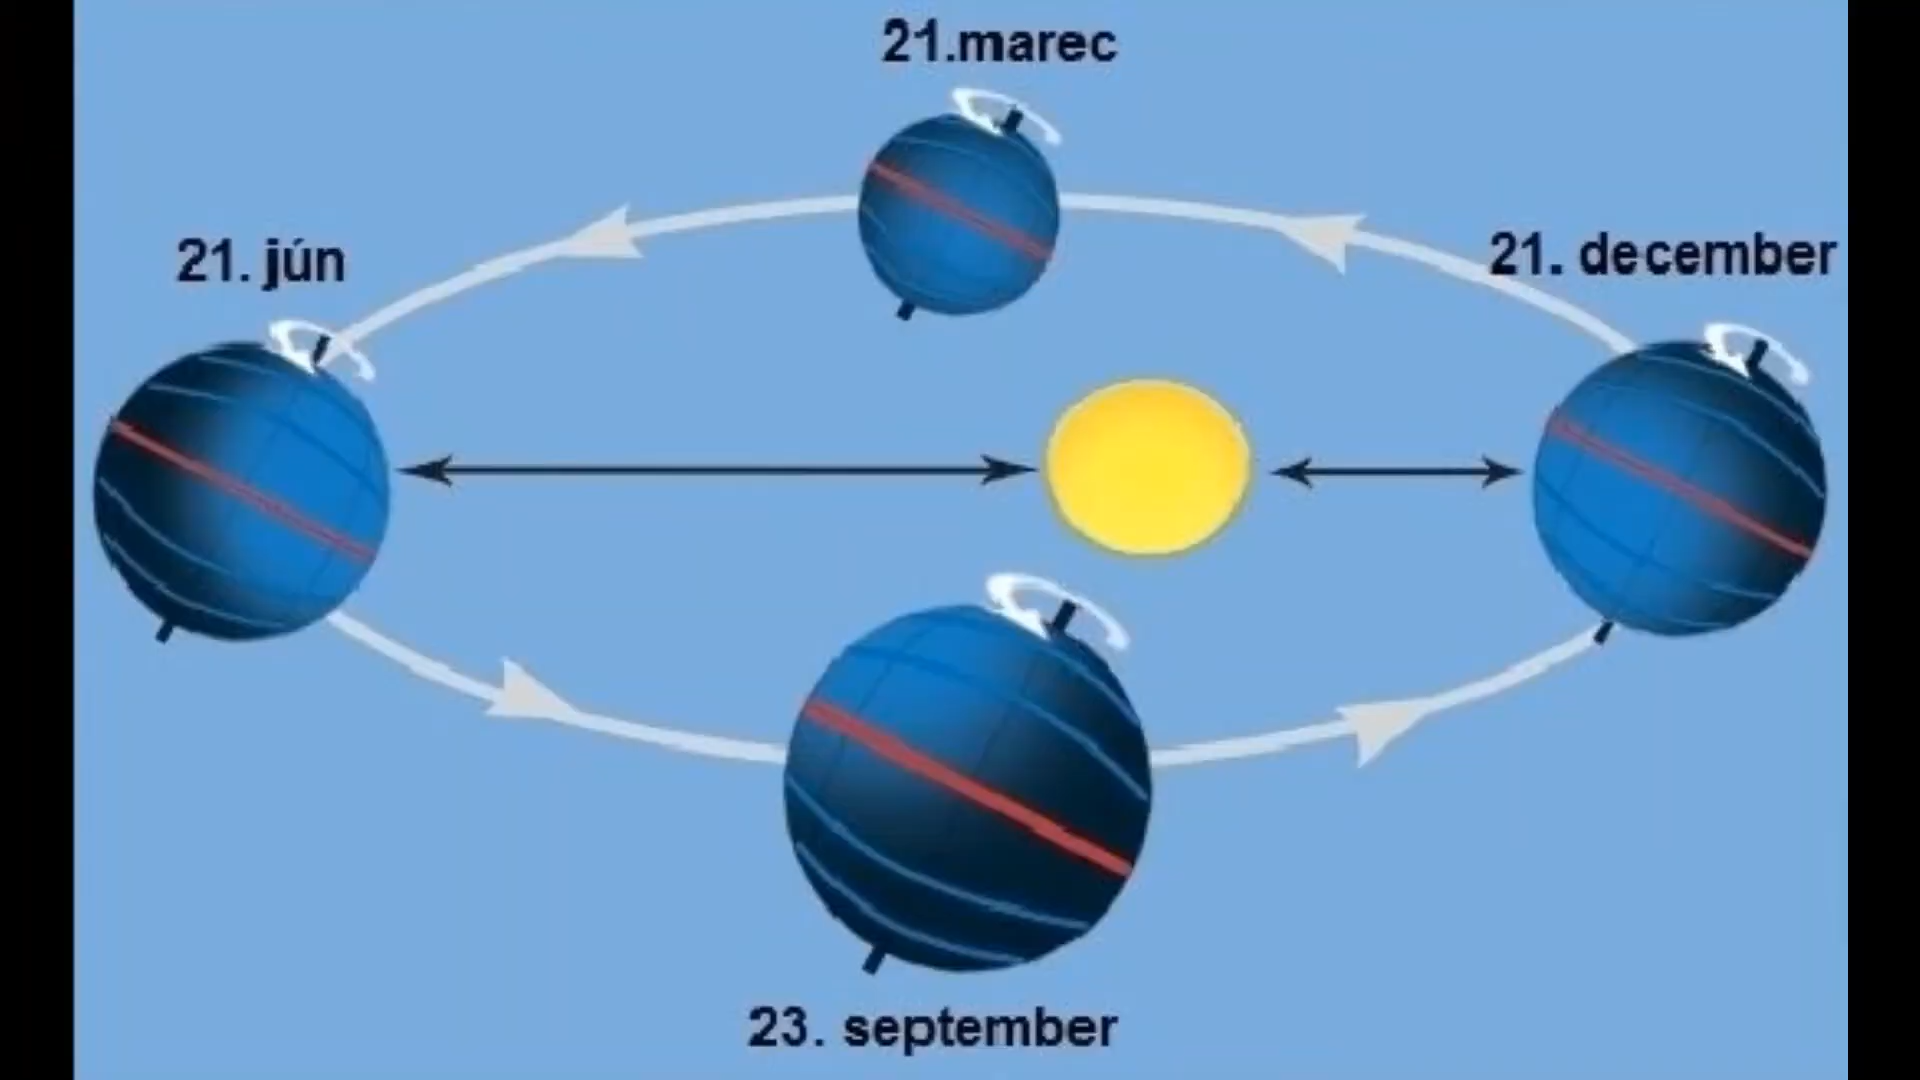 21.marec
21. jún
21. december
23. september